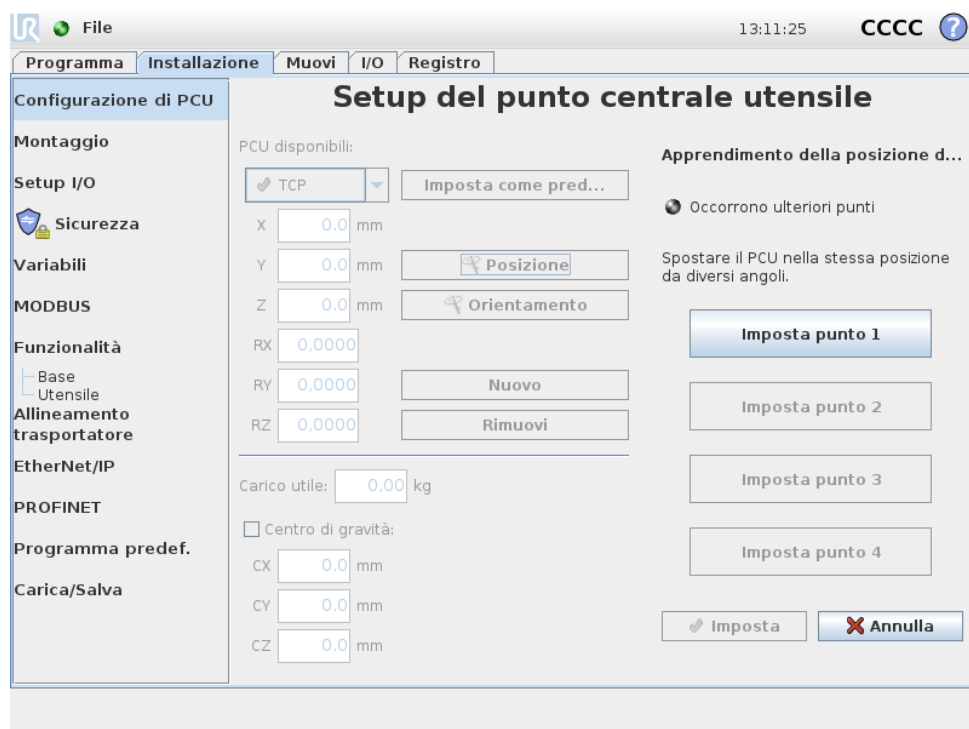 UR File 13:11:25 CCCC ?
Programma Installazione Muovi I/O Registro
Configurazione di PCU
Montaggio
Setup I/O
Sicurezza
Variabili
MODBUS
Funzionalità
Base
Utensile
Allineamento
trasportatore
EtherNet/IP
PROFINET
Programma predef.
Carica/Salva
Setup del punto centrale utensile
PCU disponibili:
TCP Imposta come pred...
X 0.0 mm
Y 0.0 mm Posizione
Z 0.0 mm Orientamento
RX 0,0000
RY 0,0000 Nuovo
RZ 0,0000 Rimuovi
Carico utile: 0,00 kg
Centro di gravità:
CX 0.0 mm
CY 0.0 mm
CZ 0.0 mm
Apprendimento della posizione d...
Occorrono ulteriori punti
Spostare il PCU nella stessa posizione
da diversi angoli.
Imposta punto 1
Imposta punto 2
Imposta punto 3
Imposta punto 4
Imposta Annulla